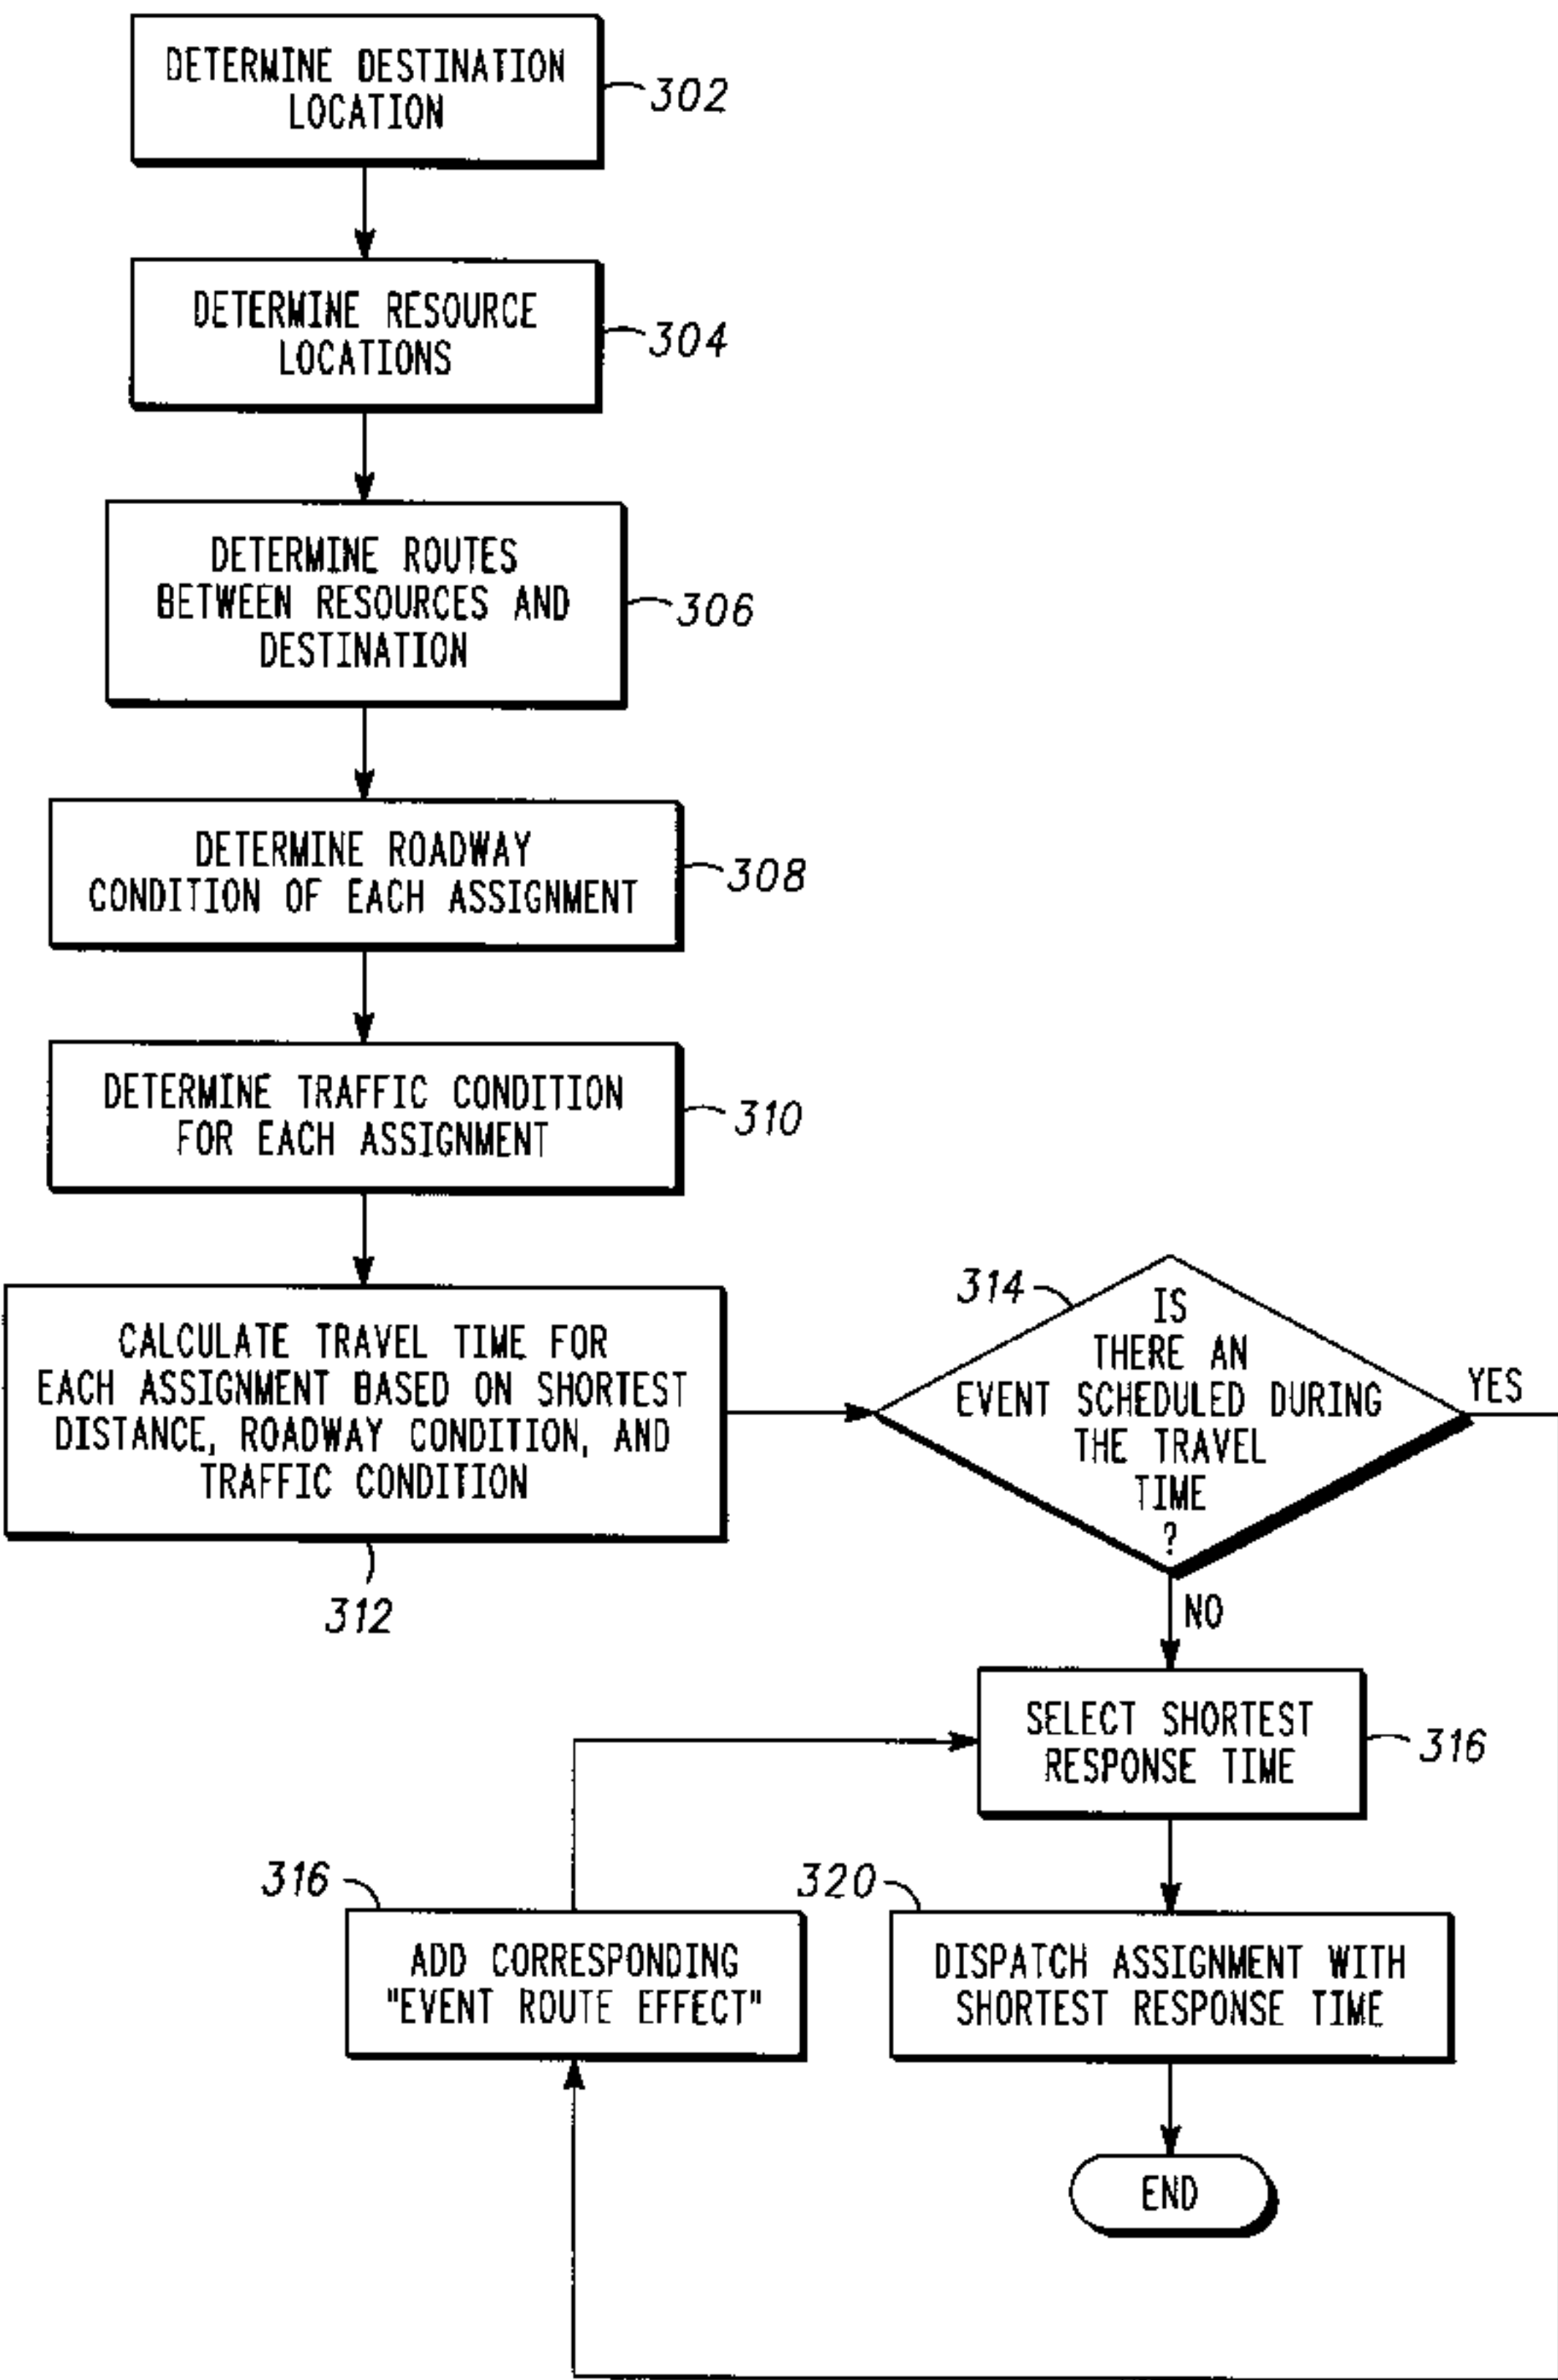 DETERMINE DESTINATION
LOCATION
302
DETERMINE RESOURCE
LOCATIONS
304
DETERMINE ROUTES
BETWEEN RESOURCES AND
DESTINATION
306
DETERMINE ROADWAY
CONDITION OF EACH ASSIGNMENT
308
DETERMINE TRAFFIC CONDITION
FOR EACH ASSIGNMENT
310
CALCULATE TRAVEL TIME FOR
EACH ASSIGNMENT BASED ON SHORTEST
DISTANCE, ROADWAY CONDITION, AND
TRAFFIC CONDITION
312
314
IS
THERE AN
EVENT SCHEDULED DURING
THE TRAVEL
TIME
?
YES
NO
SELECT SHORTEST
RESPONSE TIME
316
316
ADD CORRESPONDING
"EVENT ROUTE EFFECT"
320
DISPATCH ASSIGNMENT WITH
SHORTEST RESPONSE TIME
END